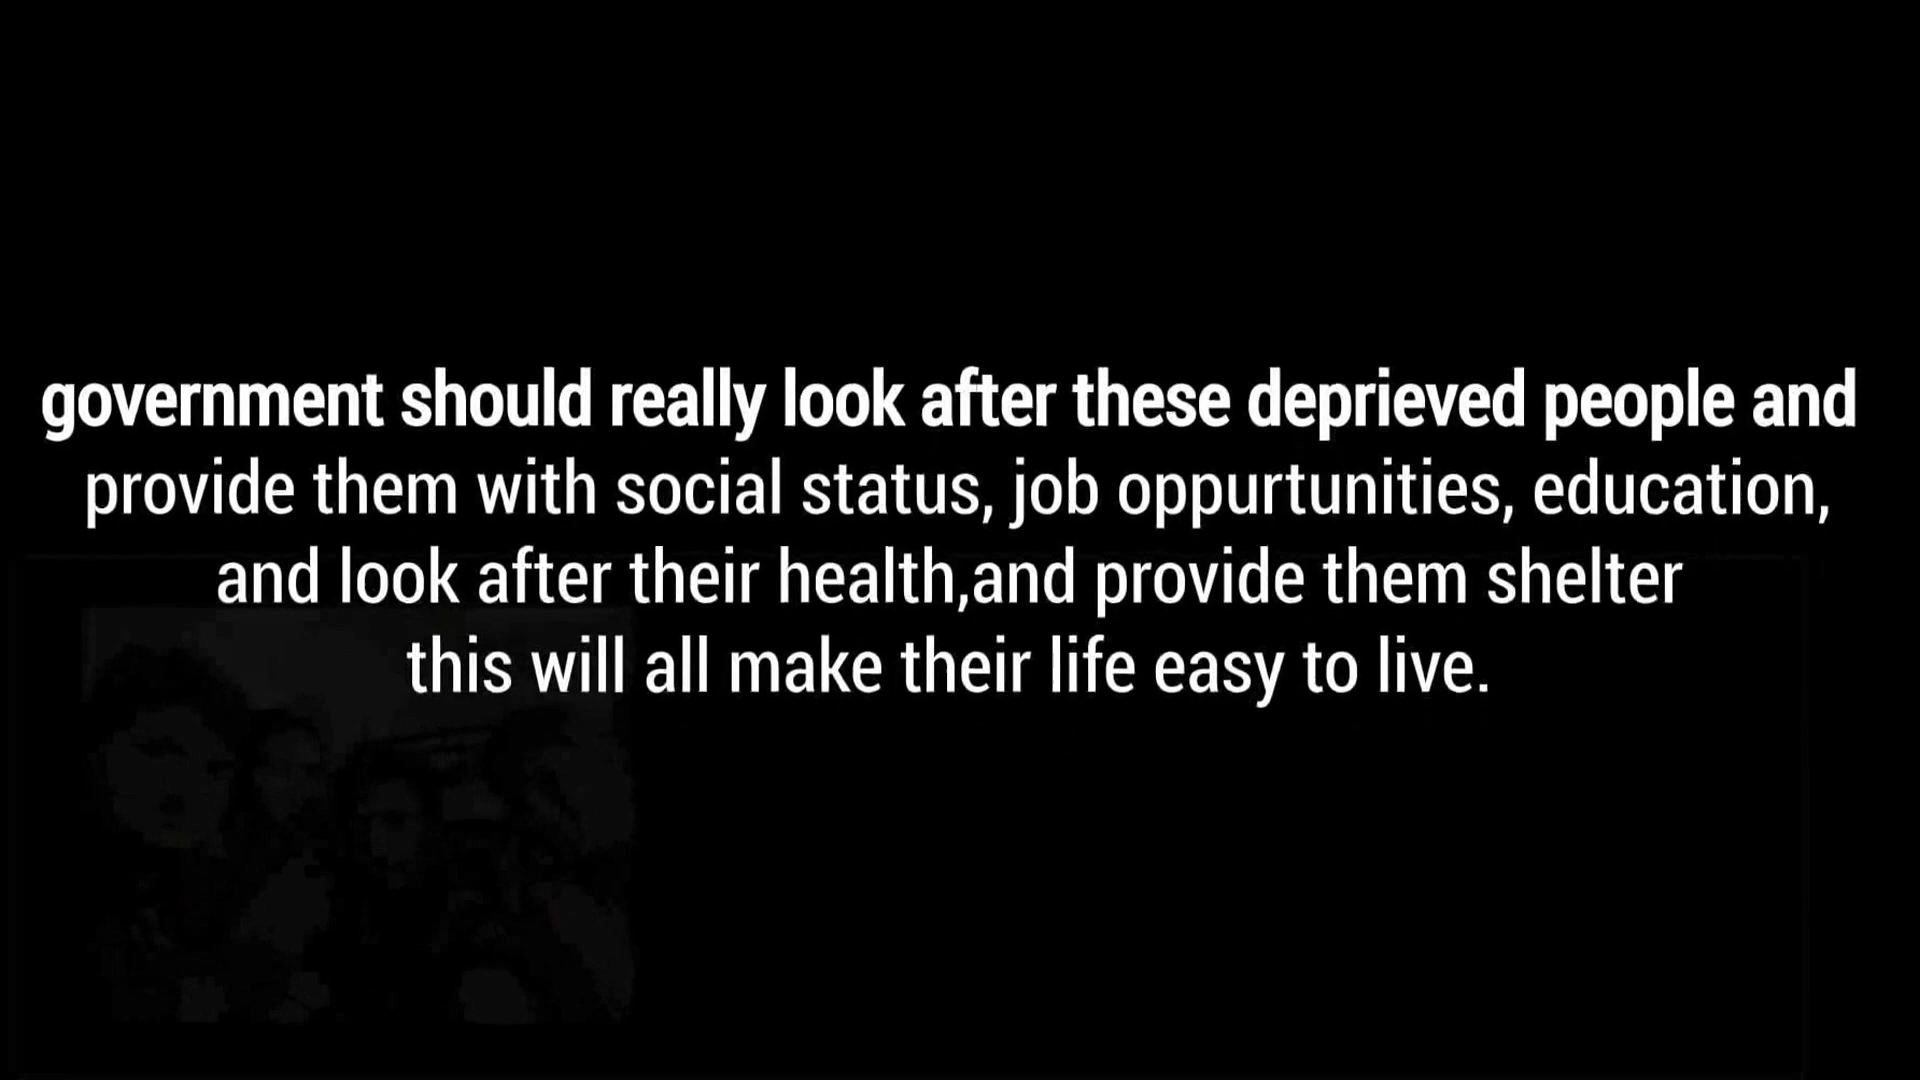 government should really look after these deprieved people and
provide them with social status, job oppurtunities, education,
and look after their health,and provide them shelter
this will all make their life easy to live.